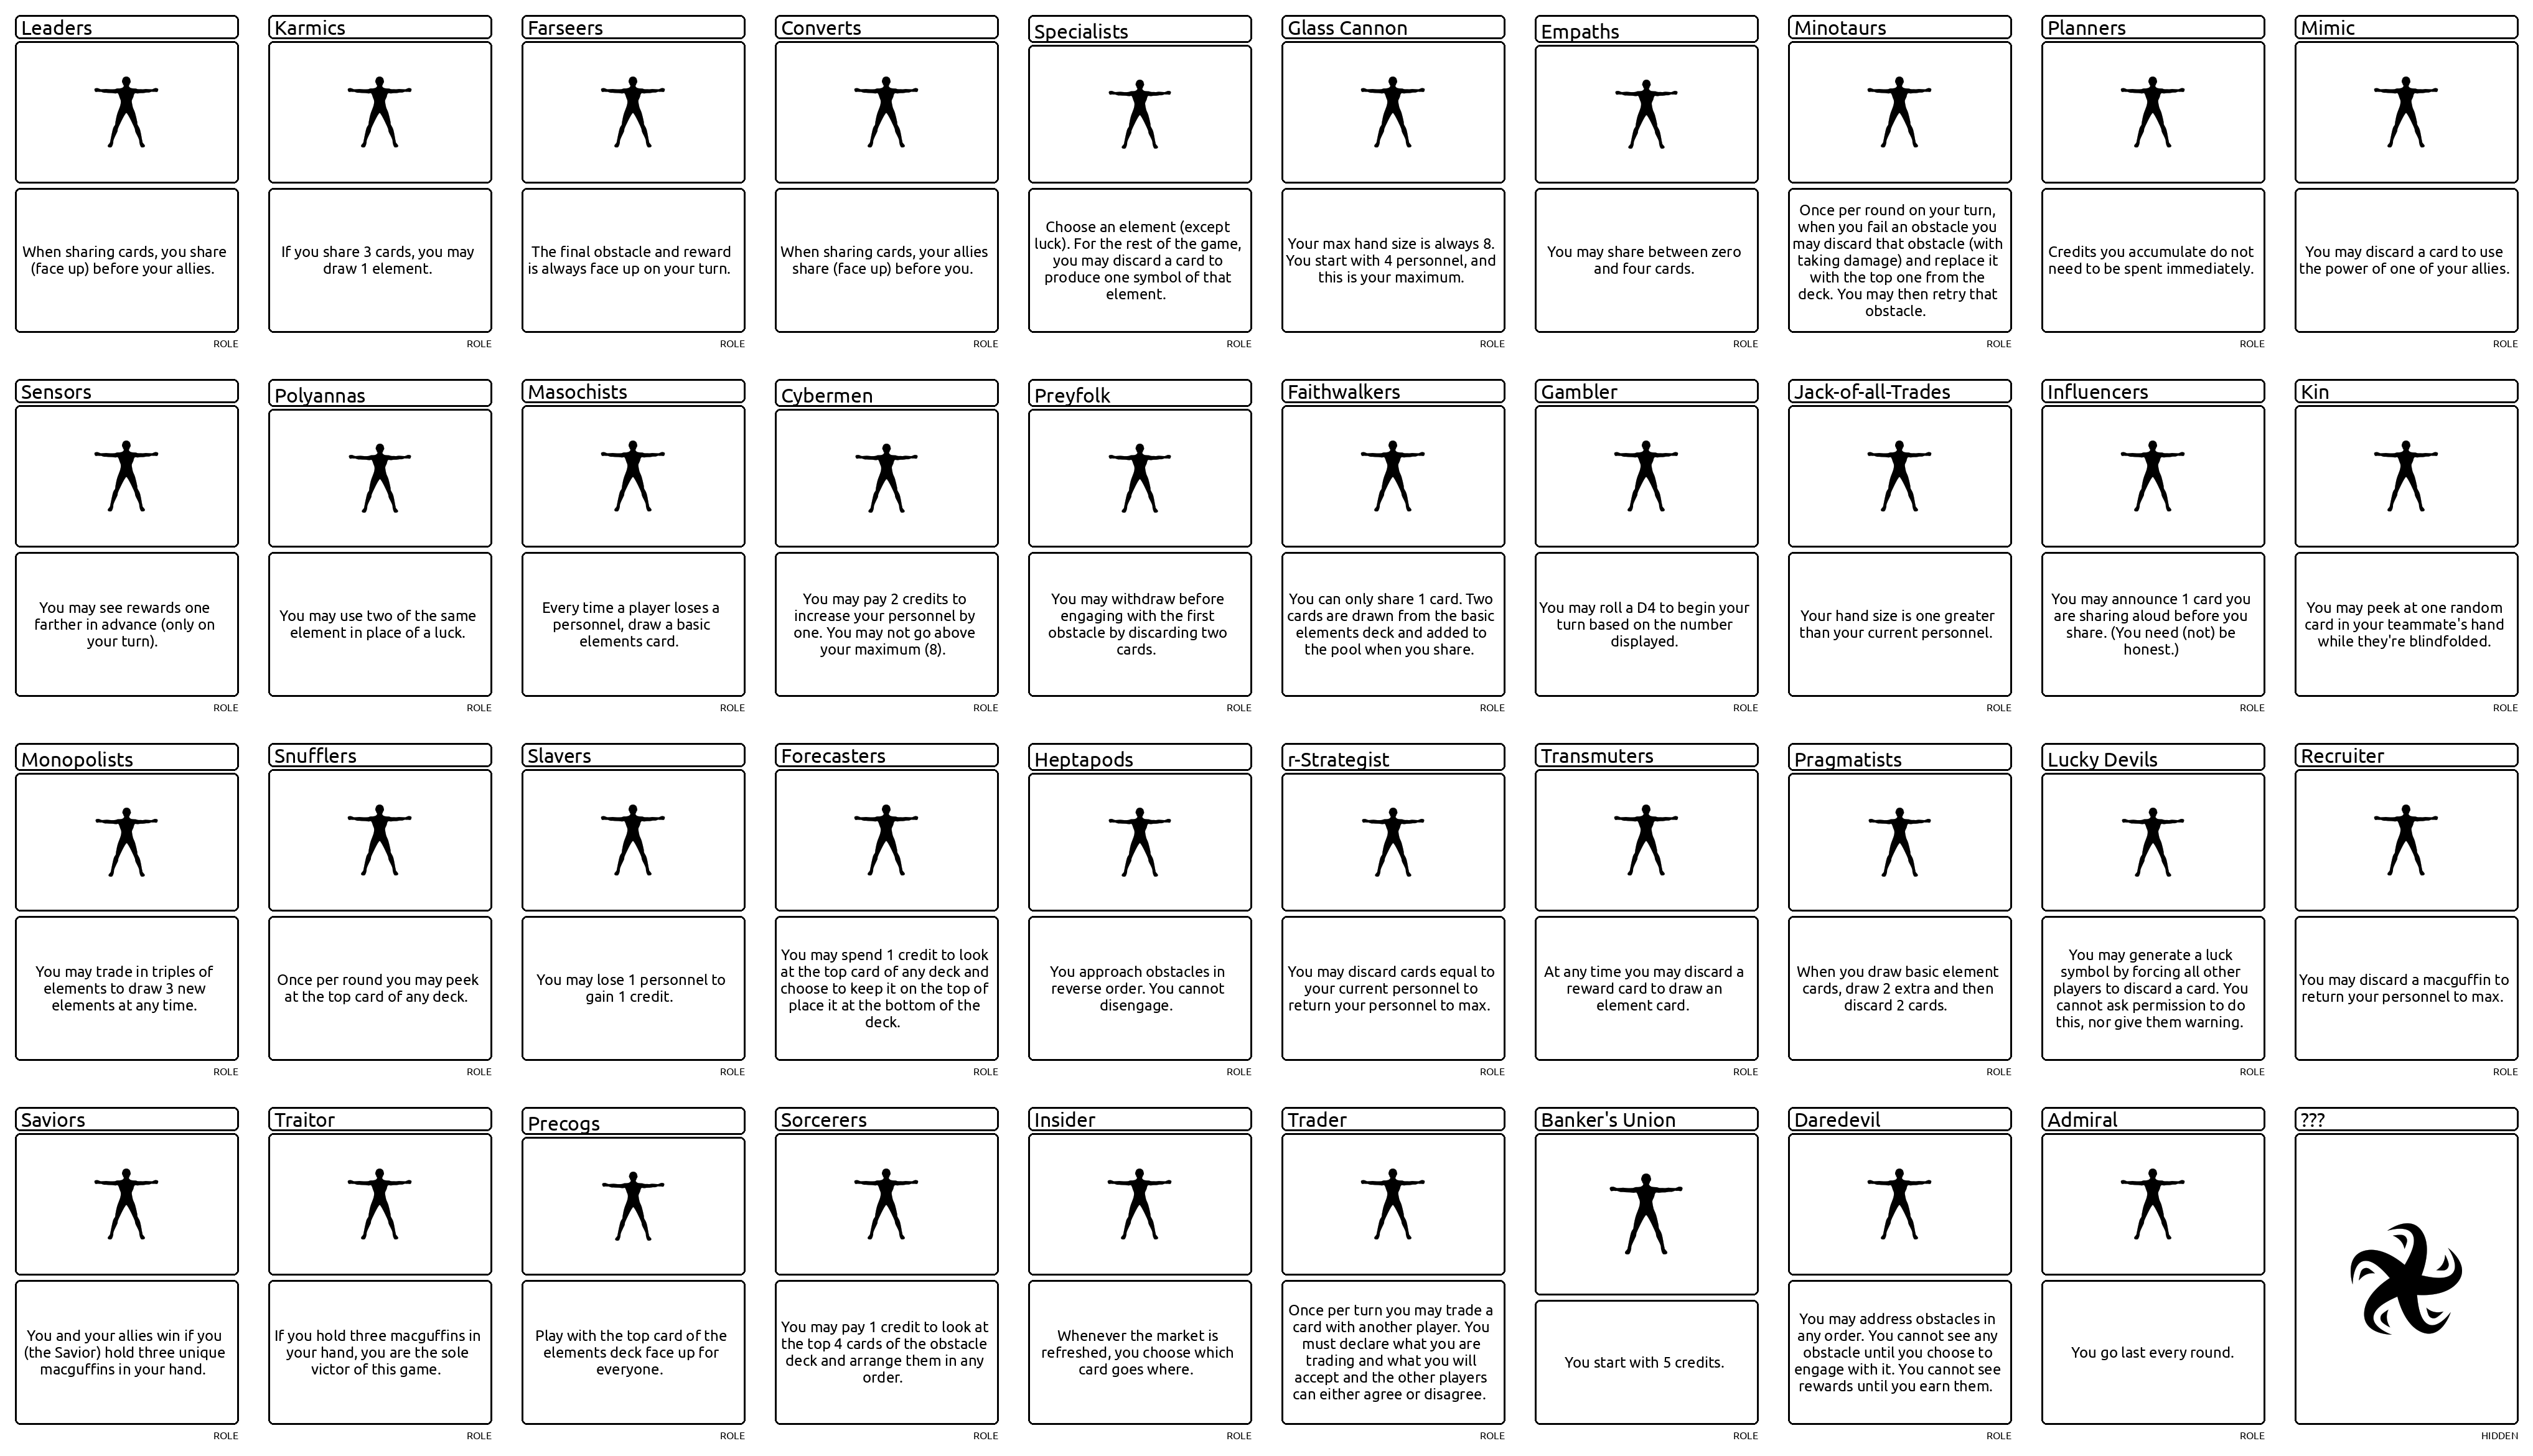 Leaders
When sharing cards, you share
(face up) before your allies.
ROLE
Karmics
If you share 3 cards, you may
draw 1 element.
ROLE
Farseers
The final obstacle and reward
is always face up on your turn.
ROLE
Converts
When sharing cards, your allies
share (face up) before you.
ROLE
Specialists
Choose an element (except
luck). For the rest of the game,
you may discard a card to
produce one symbol of that
element.
ROLE
Glass Cannon
Your max hand size is always 8.
You start with 4 personnel, and
this is your maximum.
ROLE
Empaths
You may share between zero
and four cards.
ROLE
Minotaurs
Once per round on your turn,
when you fail an obstacle you
may discard that obstacle (with
taking damage) and replace it
with the top one from the
deck. You may then retry that
obstacle.
ROLE
Planners
Credits you accumulate do not
need to be spent immediately.
ROLE
Mimic
You may discard a card to use
the power of one of your allies.
ROLE
Sensors
You may see rewards one
farther in advance (only on
your turn).
ROLE
Polyannas
You may use two of the same
element in place of a luck.
ROLE
Masochists
Every time a player loses a
personnel, draw a basic
elements card.
ROLE
Cybermen
You may pay 2 credits to
increase your personnel by
one. You may not go above
your maximum (8).
ROLE
Preyfolk
You may withdraw before
engaging with the first
obstacle by discarding two
cards.
ROLE
Faithwalkers
You can only share 1 card. Two
cards are drawn from the basic
elements deck and added to
the pool when you share.
ROLE
Gambler
You may roll a D4 to begin your
turn based on the number
displayed.
ROLE
Jack-of-all-Trades
Your hand size is one greater
than your current personnel.
ROLE
Influencers
You may announce 1 card you
are sharing aloud before you
share. (You need (not) be
honest.)
ROLE
Kin
You may peek at one random
card in your teammate's hand
while they're blindfolded.
ROLE
Monopolists
You may trade in triples of
elements to draw 3 new
elements at any time.
ROLE
Snufflers
Once per round you may peek
at the top card of any deck.
ROLE
Slavers
You may lose 1 personnel to
gain 1 credit.
ROLE
Forecasters
You may spend 1 credit to look
at the top card of any deck and
choose to keep it on the top of
place it at the bottom of the
deck.
ROLE
Heptapods
You approach obstacles in
reverse order. You cannot
disengage.
ROLE
r-Strategist
You may discard cards equal to
your current personnel to
return your personnel to max.
ROLE
Transmuters
At any time you may discard a
reward card to draw an
element card.
ROLE
Pragmatists
When you draw basic element
cards, draw 2 extra and then
discard 2 cards.
ROLE
Lucky Devils
You may generate a luck
symbol by forcing all other
players to discard a card. You
cannot ask permission to do
this, nor give them warning.
ROLE
Recruiter
You may discard a macguffin to
return your personnel to max.
ROLE
Saviors
You and your allies win if you
(the Savior) hold three unique
macguffins in your hand.
ROLE
Traitor
If you hold three macguffins in
your hand, you are the sole
victor of this game.
ROLE
Precogs
Play with the top card of the
elements deck face up for
everyone.
ROLE
Sorcerers
You may pay 1 credit to look at
the top 4 cards of the obstacle
deck and arrange them in any
order.
ROLE
Insider
Whenever the market is
refreshed, you choose which
card goes where.
ROLE
Trader
Once per turn you may trade a
card with another player. You
must declare what you are
trading and what you will
accept and the other players
can either agree or disagree.
ROLE
Banker's Union
You start with 5 credits.
ROLE
Daredevil
You may address obstacles in
any order. You cannot see any
obstacle until you choose to
engage with it. You cannot see
rewards until you earn them.
ROLE
Admiral
You go last every round.
ROLE
???
HIDDEN